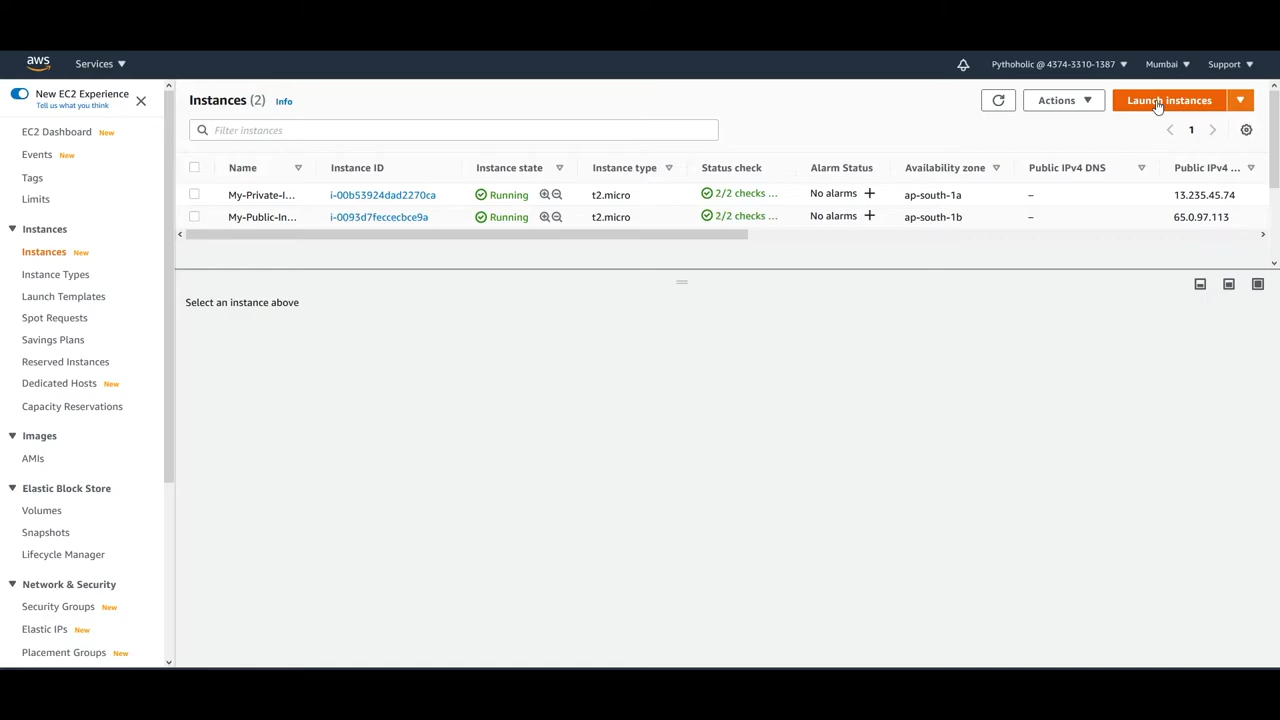 aws Services Pythoholic @ 4374-3310-1387 Mumbai Support
New EC2 Experience
Tell us what you think
EC2 Dashboard New
Events New
Tags
Limits
Instances
Instances New
Instance Types
Launch Templates
Spot Requests
Savings Plans
Reserved Instances
Dedicated Hosts New
Capacity Reservations
Images
AMIs
Elastic Block Store
Volumes
Snapshots
Lifecycle Manager
Network & Security
Security Groups New
Elastic IPs New
Placement Groups New
Instances (2) Info
Actions Launch instances
Filter instances
1
Name Instance ID Instance state Instance type Status check Alarm Status Availability zone Public IPv4 DNS Public IPv4 ...
My-Private-I... i-00b53924dad2270ca Running t2.micro 2/2 checks ... No alarms + ap-south-1a – 13.235.45.74
My-Public-In... i-0093d7feccecbce9a Running t2.micro 2/2 checks ... No alarms + ap-south-1b – 65.0.97.113
Select an instance above